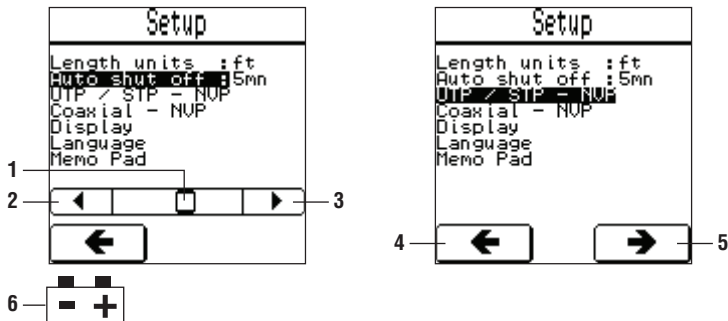 Setup
Length units :ft
Auto shut off :5mn
UTP / STP - NVP
Coaxial - NVP
Display
Language
Memo Pad
1
2
3
6
- +
Setup
Length units :ft
Auto shut off :5mn
UTP / STP - NVP
Coaxial - NVP
Display
Language
Memo Pad
4
5